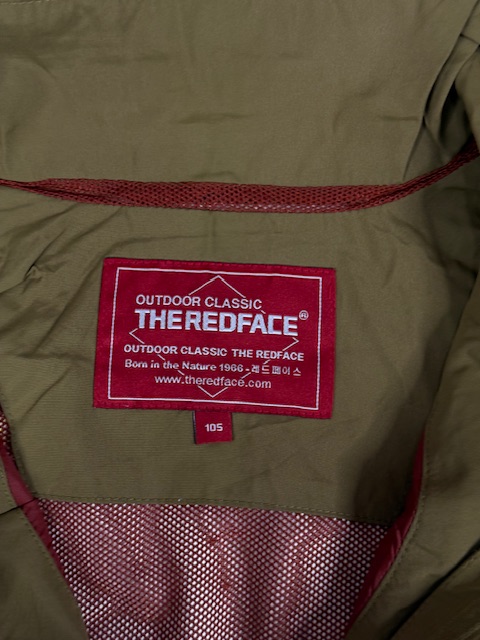 OUTDOOR CLASSIC
THEREDFACE®
OUTDOOR CLASSIC THE REDFACE
Born in the Nature 1966 - 레드페이스
www.theredface.com
105